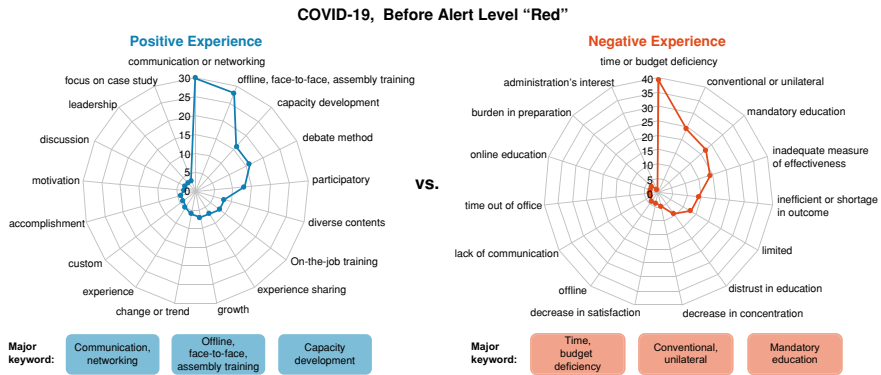 COVID-19, Before Alert Level “Red”
Positive Experience
communication or networking
offline, face-to-face, assembly training
capacity development
debate method
participatory
diverse contents
On-the-job training
experience sharing
growth
change or trend
experience
custom
accomplishment
motivation
discussion
leadership
focus on case study
30
25
20
15
10
5
0
Major
keyword:
Communication,
networking
Offline,
face-to-face,
assembly training
Capacity
development
vs.
Negative Experience
time or budget deficiency
conventional or unilateral
mandatory education
inadequate measure
of effectiveness
inefficient or shortage
in outcome
limited
distrust in education
decrease in concentration
decrease in satisfaction
offline
lack of communication
time out of office
online education
burden in preparation
administration’s interest
40
35
30
25
20
15
10
5
0
Major
keyword:
Time,
budget
deficiency
Conventional,
unilateral
Mandatory
education